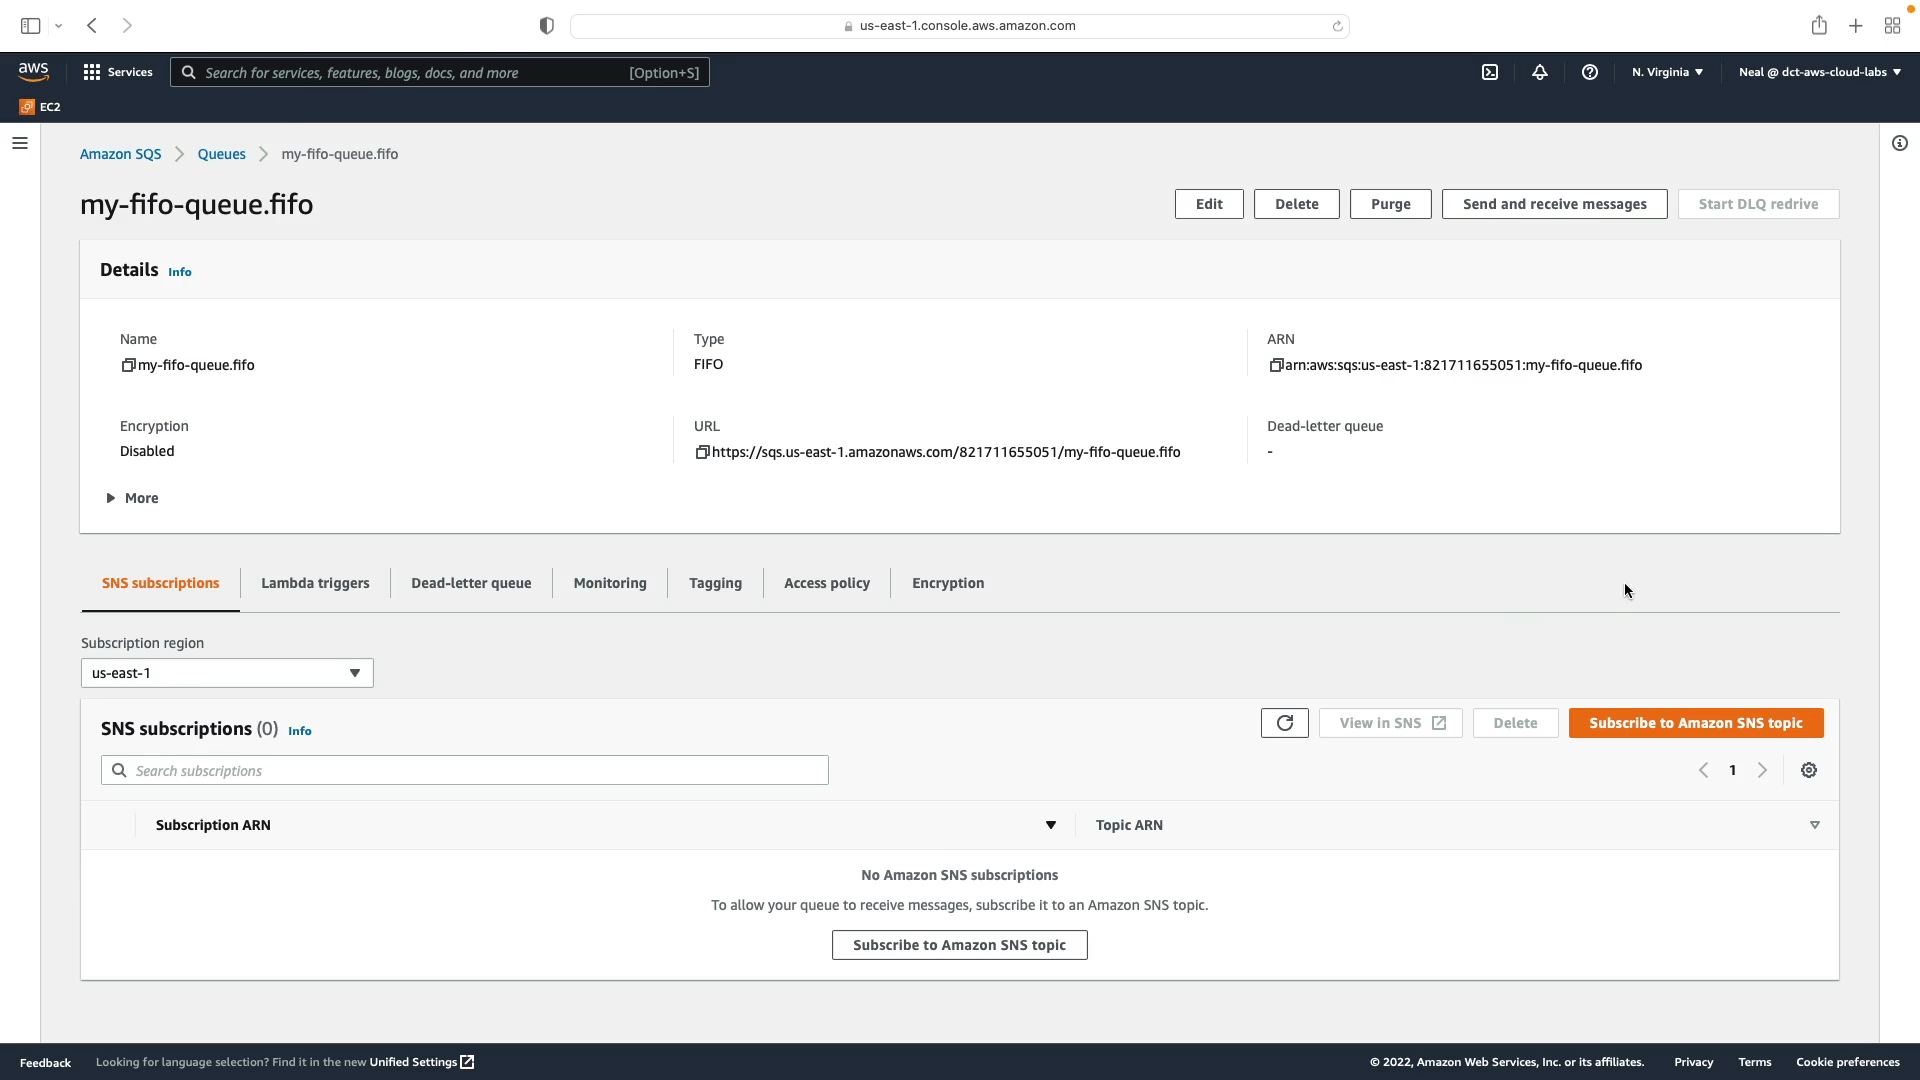 us-east-1.console.aws.amazon.com
aws
Services
Search for services, features, blogs, docs, and more
[Option+S]
N. Virginia
Neal @ dct-aws-cloud-labs
EC2
Amazon SQS
Queues
my-fifo-queue.fifo
my-fifo-queue.fifo
Edit
Delete
Purge
Send and receive messages
Start DLQ redrive
Details
Info
Name
my-fifo-queue.fifo
Type
FIFO
ARN
arn:aws:sqs:us-east-1:821711655051:my-fifo-queue.fifo
Encryption
Disabled
URL
https://sqs.us-east-1.amazonaws.com/821711655051/my-fifo-queue.fifo
Dead-letter queue
-
More
SNS subscriptions
Lambda triggers
Dead-letter queue
Monitoring
Tagging
Access policy
Encryption
Subscription region
us-east-1
SNS subscriptions (0)
Info
View in SNS
Delete
Subscribe to Amazon SNS topic
Search subscriptions
1
Subscription ARN
Topic ARN
No Amazon SNS subscriptions
To allow your queue to receive messages, subscribe it to an Amazon SNS topic.
Subscribe to Amazon SNS topic
Feedback
Looking for language selection? Find it in the new Unified Settings
© 2022, Amazon Web Services, Inc. or its affiliates.
Privacy
Terms
Cookie preferences